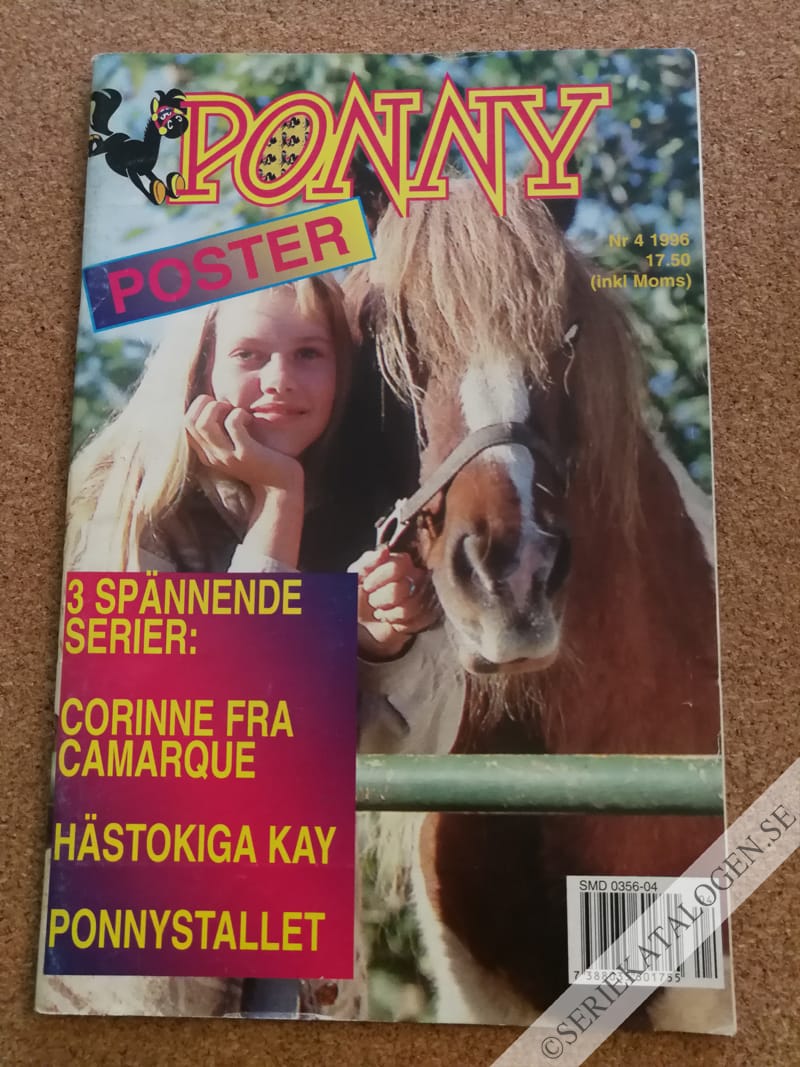 PONNY
POSTER
Nr 4 1996
17.50
(inkl Moms)
3 SPÄNNENDE
SERIER:
CORINNE FRA
CAMARQUE
HÄSTOKIGA KAY
PONNYSTALLET
SMD 0356-04
©SERIEKATALOGEN.SE